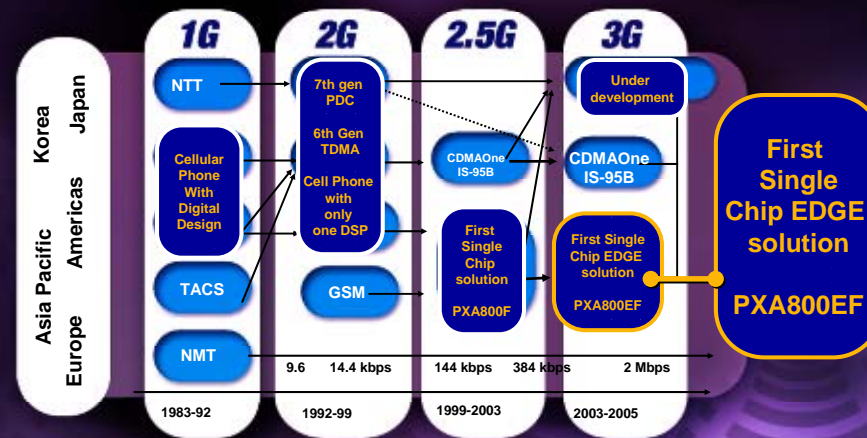 1G
2G
2.5G
3G
Japan
Korea
Americas
Asia Pacific
Europe
NTT
Cellular
Phone
With
Digital
Design
TACS
NMT
7th gen
PDC
6th Gen
TDMA
Cell Phone
with
only
one DSP
GSM
CDMAOne
IS-95B
First
Single
Chip
solution
PXA800F
Under
development
CDMAOne
IS-95B
First Single
Chip EDGE
solution
PXA800EF
First
Single
Chip EDGE
solution
PXA800EF
9.6
14.4 kbps
144 kbps
384 kbps
2 Mbps
1983-92
1992-99
1999-2003
2003-2005